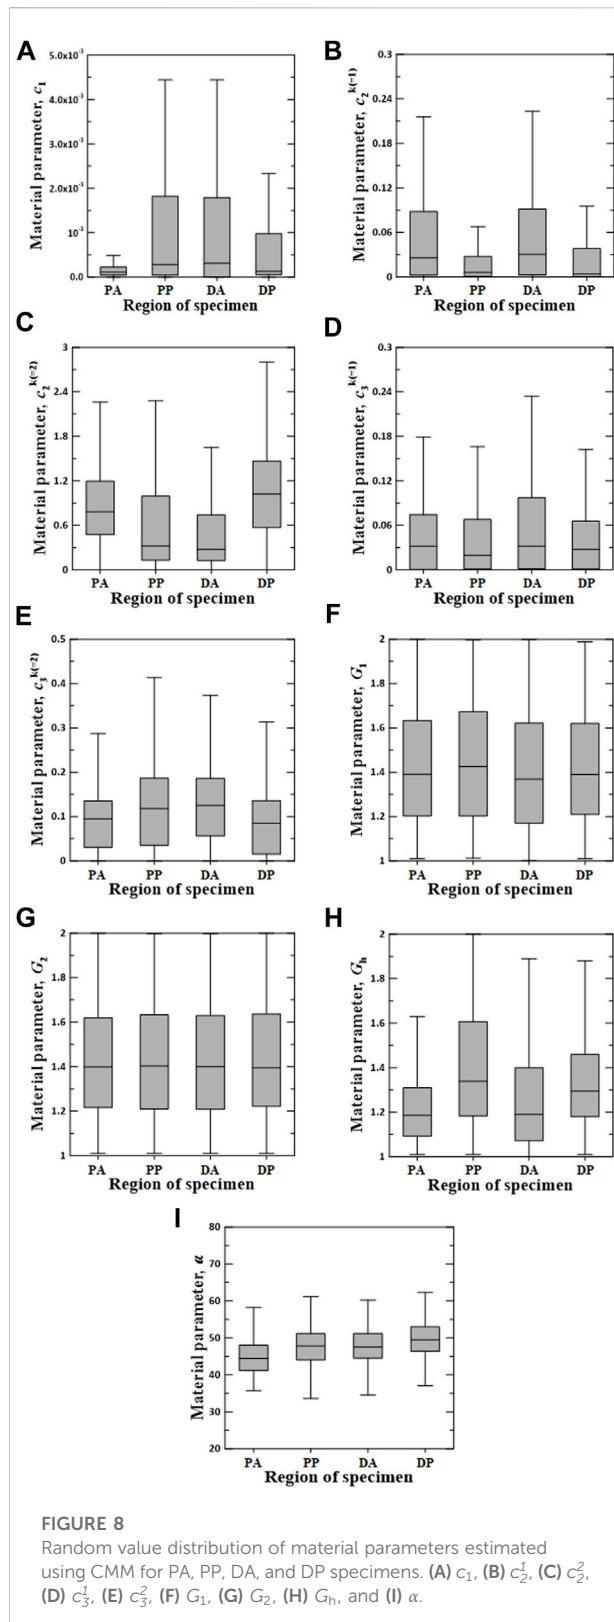 A
Material parameter, c₁
5.0x10⁻³
4.0x10⁻³
3.0x10⁻³
2.0x10⁻³
10⁻³
0.0
PA PP DA DP
Region of specimen
B
Material parameter, c₂ᵏ⁽⁼¹⁾
0.3
0.24
0.18
0.12
0.06
0
PA PP DA DP
Region of specimen
C
Material parameter, c₂ᵏ⁽⁼²⁾
3
2.4
1.8
1.2
0.6
0
PA PP DA DP
Region of specimen
D
Material parameter, c₃ᵏ⁽⁼¹⁾
0.3
0.24
0.18
0.12
0.06
0
PA PP DA DP
Region of specimen
E
Material parameter, c₃ᵏ⁽⁼²⁾
0.5
0.4
0.3
0.2
0.1
0
PA PP DA DP
Region of specimen
F
Material parameter, G₁
2
1.8
1.6
1.4
1.2
1
PA PP DA DP
Region of specimen
G
Material parameter, G₂
2
1.8
1.6
1.4
1.2
1
PA PP DA DP
Region of specimen
H
Material parameter, Gₕ
2
1.8
1.6
1.4
1.2
1
PA PP DA DP
Region of specimen
I
Material parameter, α
80
70
60
50
40
30
20
PA PP DA DP
Region of specimen
FIGURE 8
Random value distribution of material parameters estimated
using CMM for PA, PP, DA, and DP specimens. (A) c₁, (B) c₂¹, (C) c₂²,
(D) c₃¹, (E) c₃², (F) G₁, (G) G₂, (H) Gₕ, and (I) α.